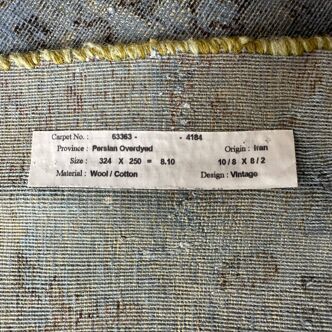 Carpet No. : 63363 - - 4184
Province : Persian Overdyed Origin : Iran
Size : 324 X 250 = 8.10 10 / 8 X 8 / 2
Material : Wool / Cotton Design : Vintage